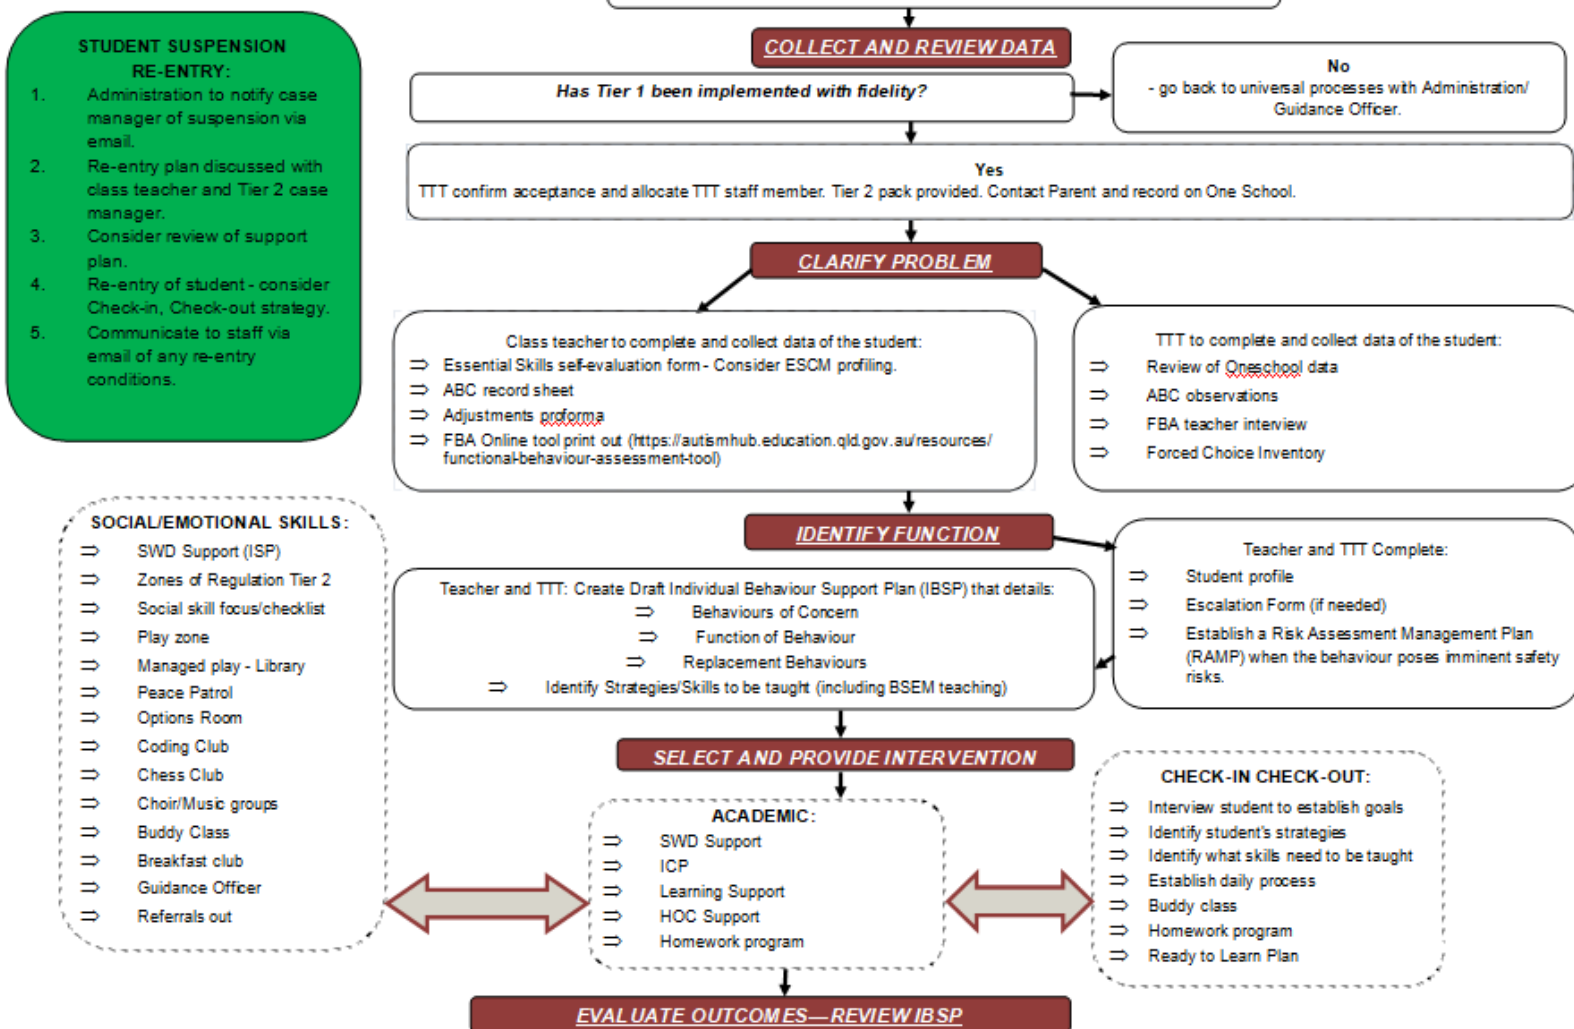 STUDENT SUSPENSION
RE-ENTRY:
1. Administration to notify case
manager of suspension via
email.
2. Re-entry plan discussed with
class teacher and Tier 2 case
manager.
3. Consider review of support
plan.
4. Re-entry of student - consider
Check-in, Check-out strategy.
5. Communicate to staff via
email of any re-entry
conditions.
COLLECT AND REVIEW DATA
Has Tier 1 been implemented with fidelity?
No
- go back to universal processes with Administration/
Guidance Officer.
Yes
TTT confirm acceptance and allocate TTT staff member. Tier 2 pack provided. Contact Parent and record on One School.
CLARIFY PROBLEM
Class teacher to complete and collect data of the student:
⇒ Essential Skills self-evaluation form - Consider ESCM profiling.
⇒ ABC record sheet
⇒ Adjustments proforma
⇒ FBA Online tool print out (https://autismhub.education.qld.gov.au/resources/
functional-behaviour-assessment-tool)
TTT to complete and collect data of the student:
⇒ Review of Oneschool data
⇒ ABC observations
⇒ FBA teacher interview
⇒ Forced Choice Inventory
IDENTIFY FUNCTION
Teacher and TTT Complete:
⇒ Student profile
⇒ Escalation Form (if needed)
⇒ Establish a Risk Assessment Management Plan
(RAMP) when the behaviour poses imminent safety
risks.
Teacher and TTT: Create Draft Individual Behaviour Support Plan (IBSP) that details:
⇒ Behaviours of Concern
⇒ Function of Behaviour
⇒ Replacement Behaviours
⇒ Identify Strategies/Skills to be taught (including BSEM teaching)
SELECT AND PROVIDE INTERVENTION
SOCIAL/EMOTIONAL SKILLS:
⇒ SWD Support (ISP)
⇒ Zones of Regulation Tier 2
⇒ Social skill focus/checklist
⇒ Play zone
⇒ Managed play - Library
⇒ Peace Patrol
⇒ Options Room
⇒ Coding Club
⇒ Chess Club
⇒ Choir/Music groups
⇒ Buddy Class
⇒ Breakfast club
⇒ Guidance Officer
⇒ Referrals out
ACADEMIC:
⇒ SWD Support
⇒ ICP
⇒ Learning Support
⇒ HOC Support
⇒ Homework program
CHECK-IN CHECK-OUT:
⇒ Interview student to establish goals
⇒ Identify student's strategies
⇒ Identify what skills need to be taught
⇒ Establish daily process
⇒ Buddy class
⇒ Homework program
⇒ Ready to Learn Plan
EVALUATE OUTCOMES—REVIEW IBSP